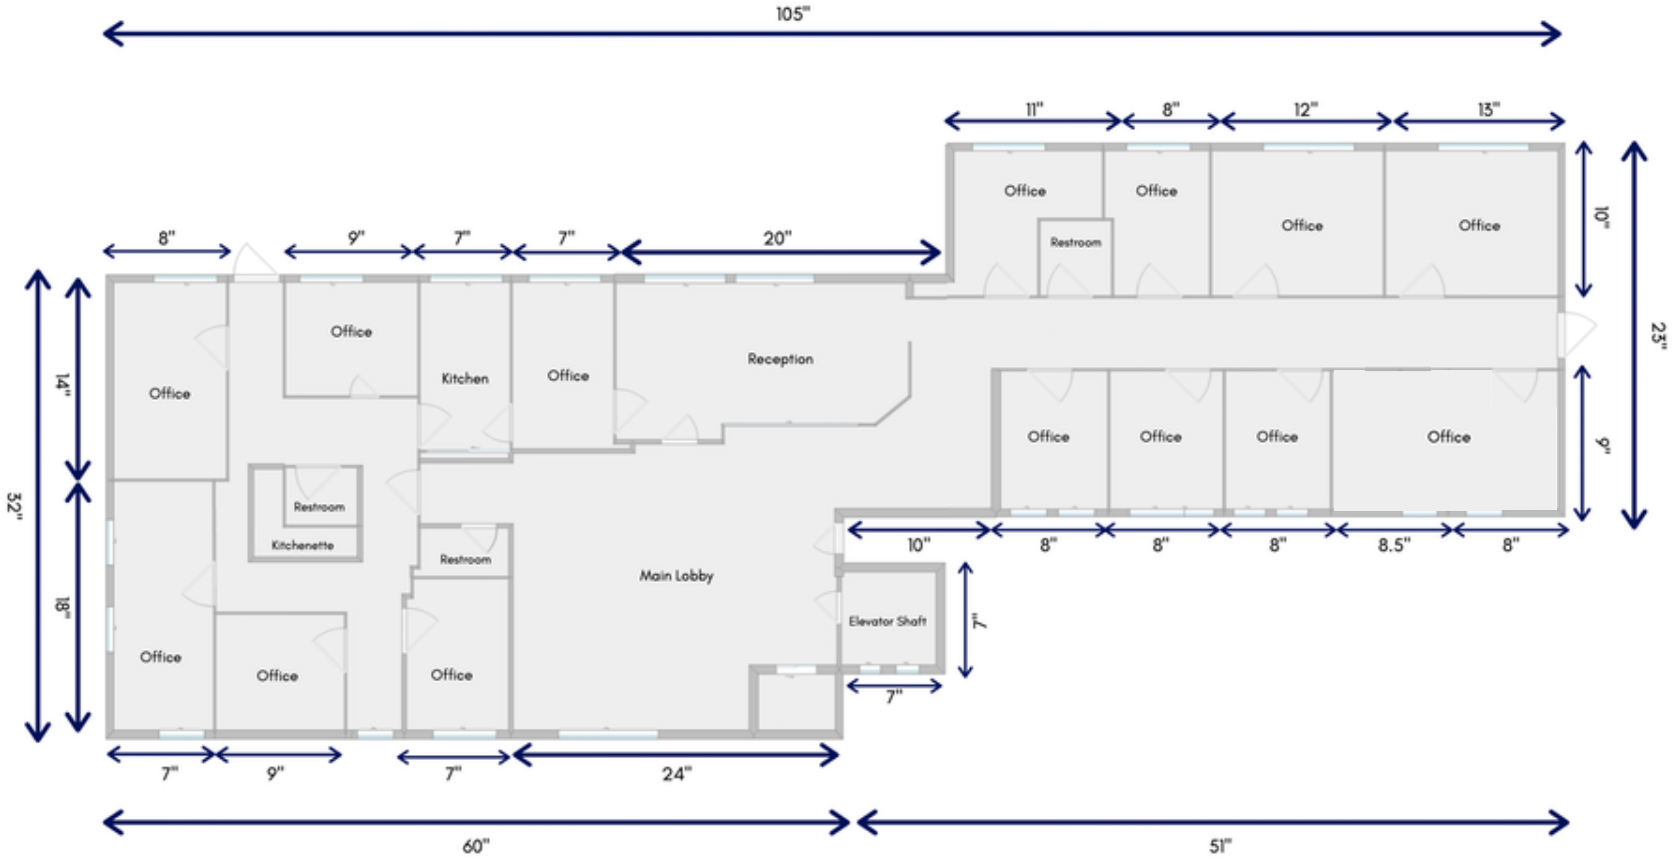 105"
11"
8"
12"
13"
Office
Office
Restroom
Office
Office
10"
23"
8"
9"
7"
7"
20"
14"
32"
Office
Office
Kitchen
Office
Reception
Office
Office
Office
Office
9"
Restroom
Kitchenette
Restroom
Main Lobby
10"
8"
8"
8"
8.5"
8"
18"
Office
Office
Office
Elevator Shaft
7"
7"
7"
9"
7"
24"
60"
51"